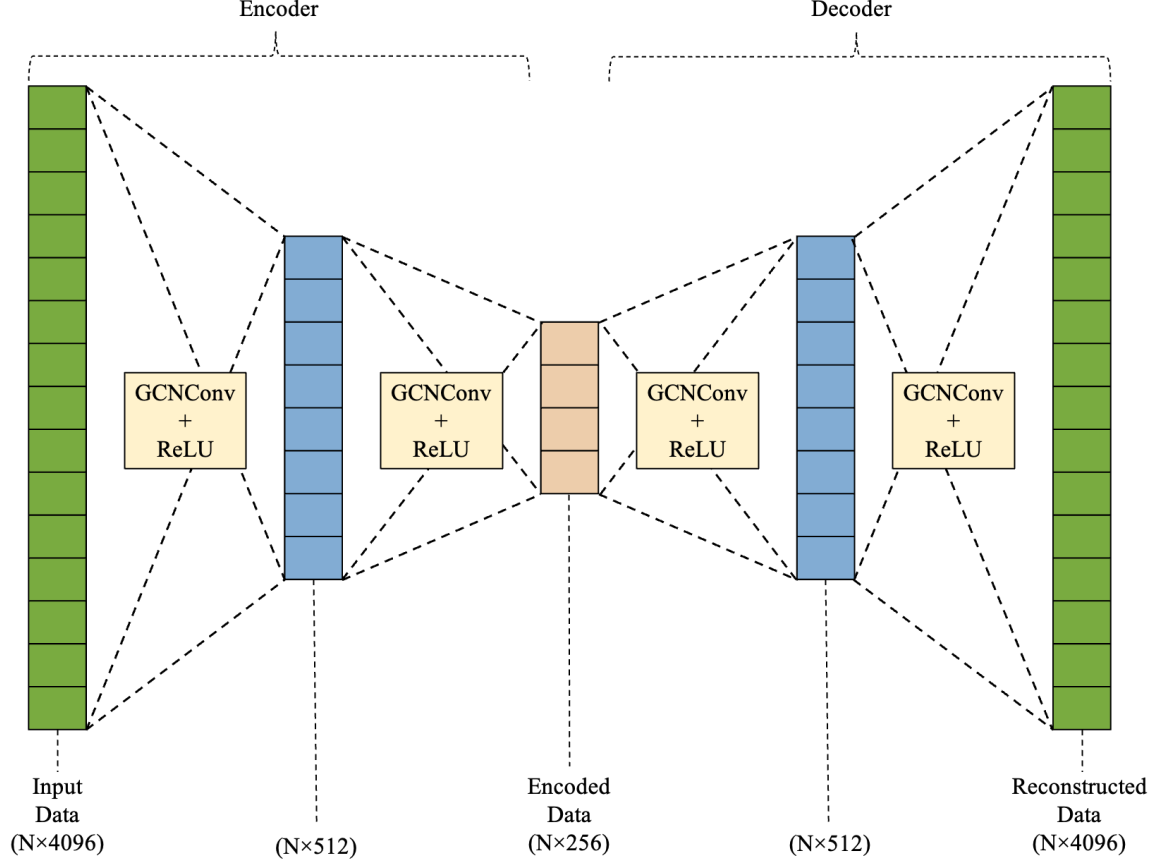 Encoder
Decoder
GCNConv
+
ReLU
GCNConv
+
ReLU
GCNConv
+
ReLU
GCNConv
+
ReLU
Input
Data
(N×4096)
(N×512)
Encoded
Data
(N×256)
(N×512)
Reconstructed
Data
(N×4096)